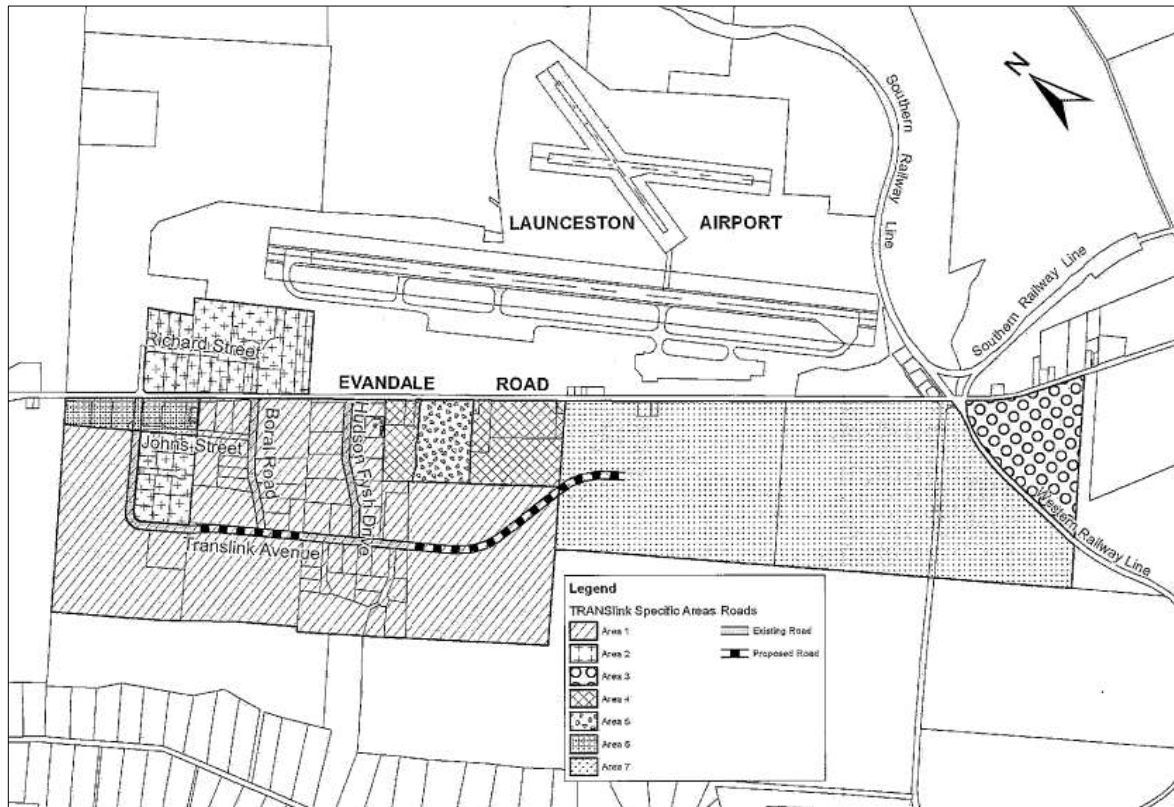 N
Southern Railway Line
LAUNCESTON AIRPORT
Southern Railway Line
Richard Street
EVANDALE ROAD
Johns Street
Boral Road
Hudson Fysh Drive
Translink Avenue
Western Railway Line
Legend
TRANSlink Specific Areas
Area 1
Area 2
Area 3
Area 4
Area 5
Area 6
Area 7
Roads
Existing Road
Proposed Road